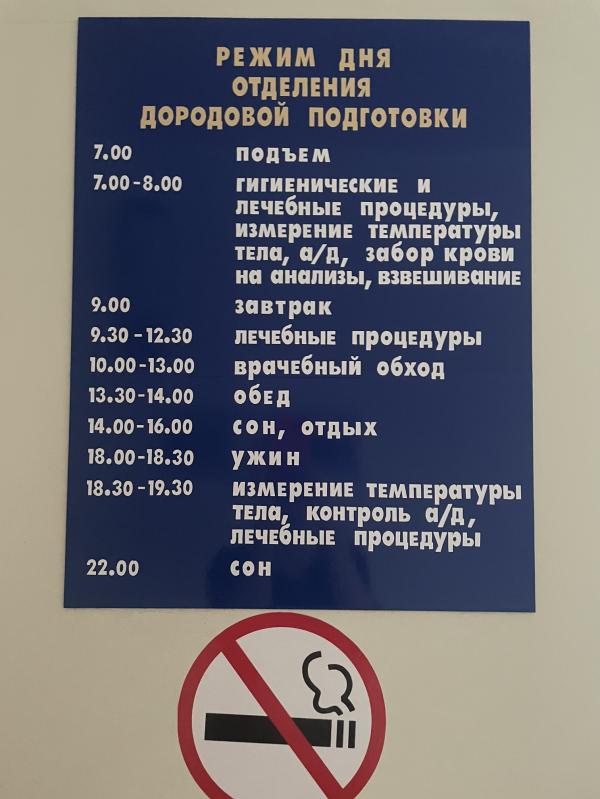 РЕЖИМ ДНЯ
ОТДЕЛЕНИЯ
ДОРОДОВОЙ ПОДГОТОВКИ
7.00 ПОДЪЕМ
7.00-8.00 ГИГИЕНИЧЕСКИЕ И
ЛЕЧЕБНЫЕ ПРОЦЕДУРЫ,
ИЗМЕРЕНИЕ ТЕМПЕРАТУРЫ
ТЕЛА, А/Д, ЗАБОР КРОВИ
НА АНАЛИЗЫ, ВЗВЕШИВАНИЕ
9.00 ЗАВТРАК
9.30-12.30 ЛЕЧЕБНЫЕ ПРОЦЕДУРЫ
10.00-13.00 ВРАЧЕБНЫЙ ОБХОД
13.30-14.00 ОБЕД
14.00-16.00 СОН, ОТДЫХ
18.00-18.30 УЖИН
18.30-19.30 ИЗМЕРЕНИЕ ТЕМПЕРАТУРЫ
ТЕЛА, КОНТРОЛЬ А/Д,
ЛЕЧЕБНЫЕ ПРОЦЕДУРЫ
22.00 СОН